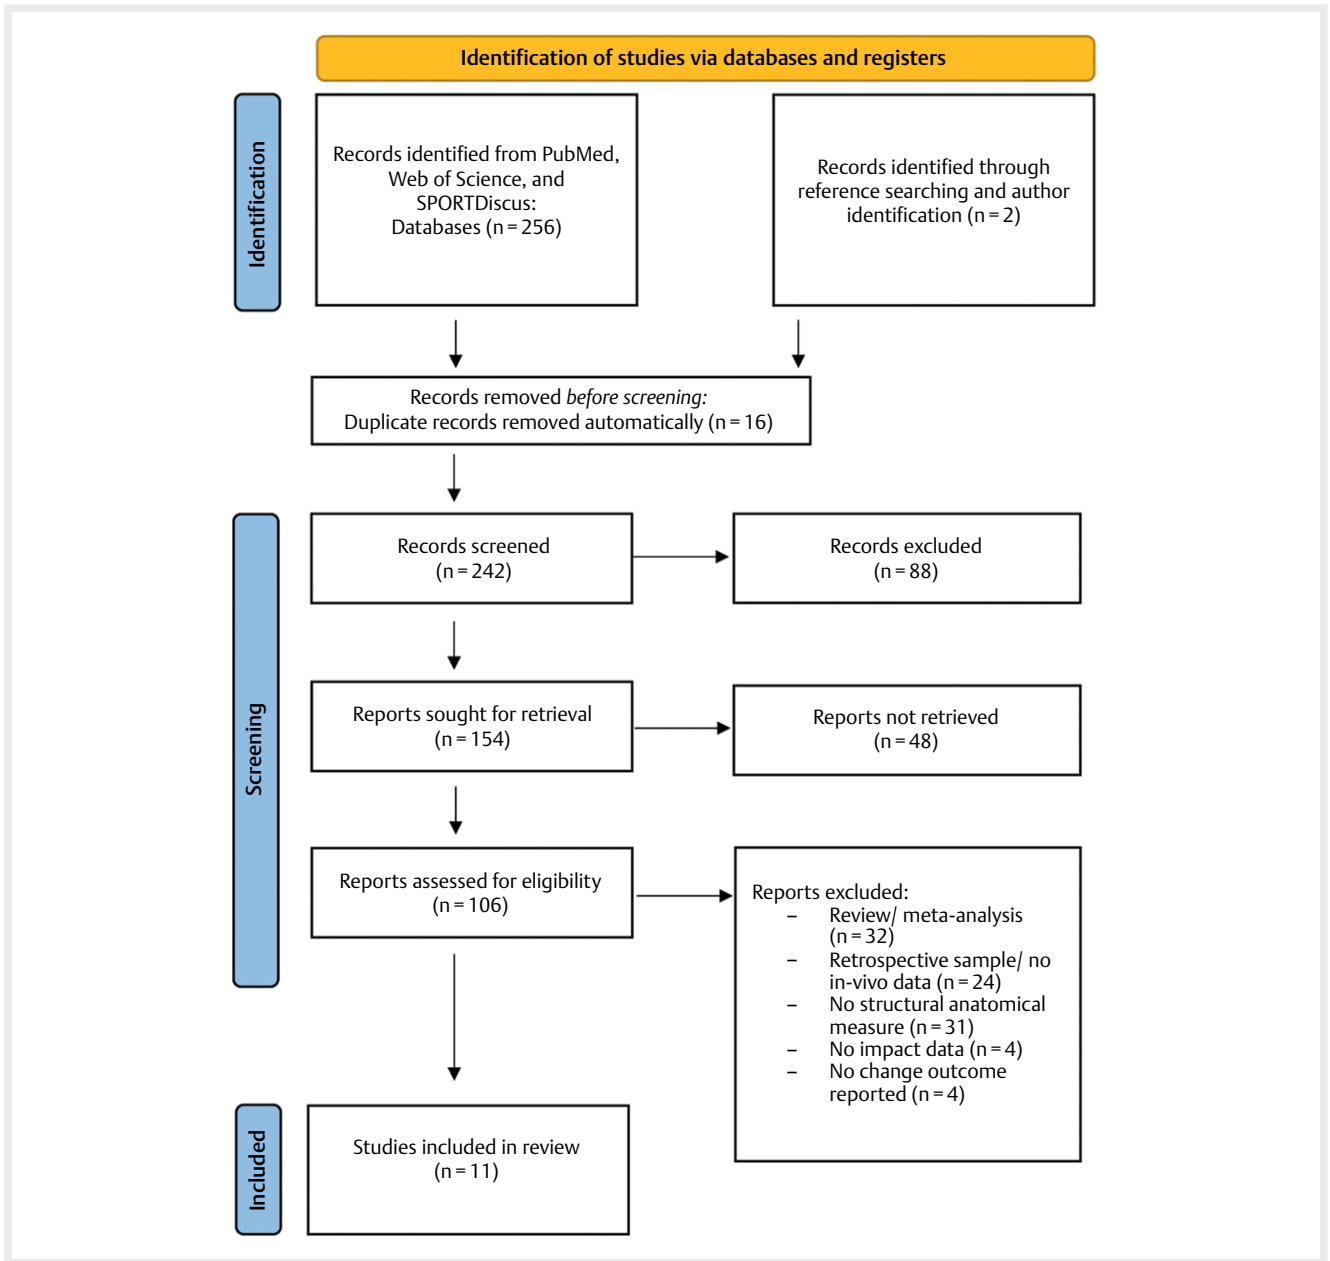 Identification of studies via databases and registers
Identification
Records identified from PubMed,
Web of Science, and
SPORTDiscus:
Databases (n = 256)
Records identified through
reference searching and author
identification (n = 2)
Records removed before screening:
Duplicate records removed automatically (n = 16)
Screening
Records screened
(n = 242)
Records excluded
(n = 88)
Reports sought for retrieval
(n = 154)
Reports not retrieved
(n = 48)
Reports assessed for eligibility
(n = 106)
Reports excluded:
– Review/ meta-analysis
(n = 32)
– Retrospective sample/ no
in-vivo data (n = 24)
– No structural anatomical
measure (n = 31)
– No impact data (n = 4)
– No change outcome
reported (n = 4)
Included
Studies included in review
(n = 11)